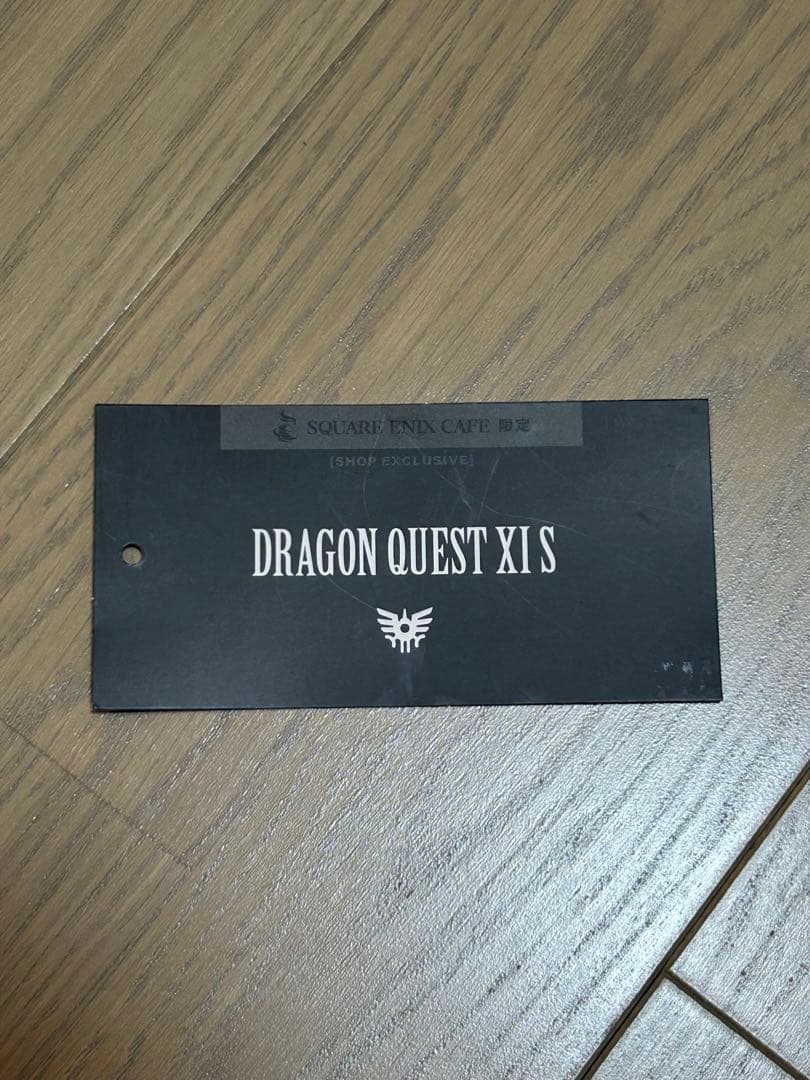 SQUARE ENIX CAFE 限定
[SHOP EXCLUSIVE]
DRAGON QUEST XI S